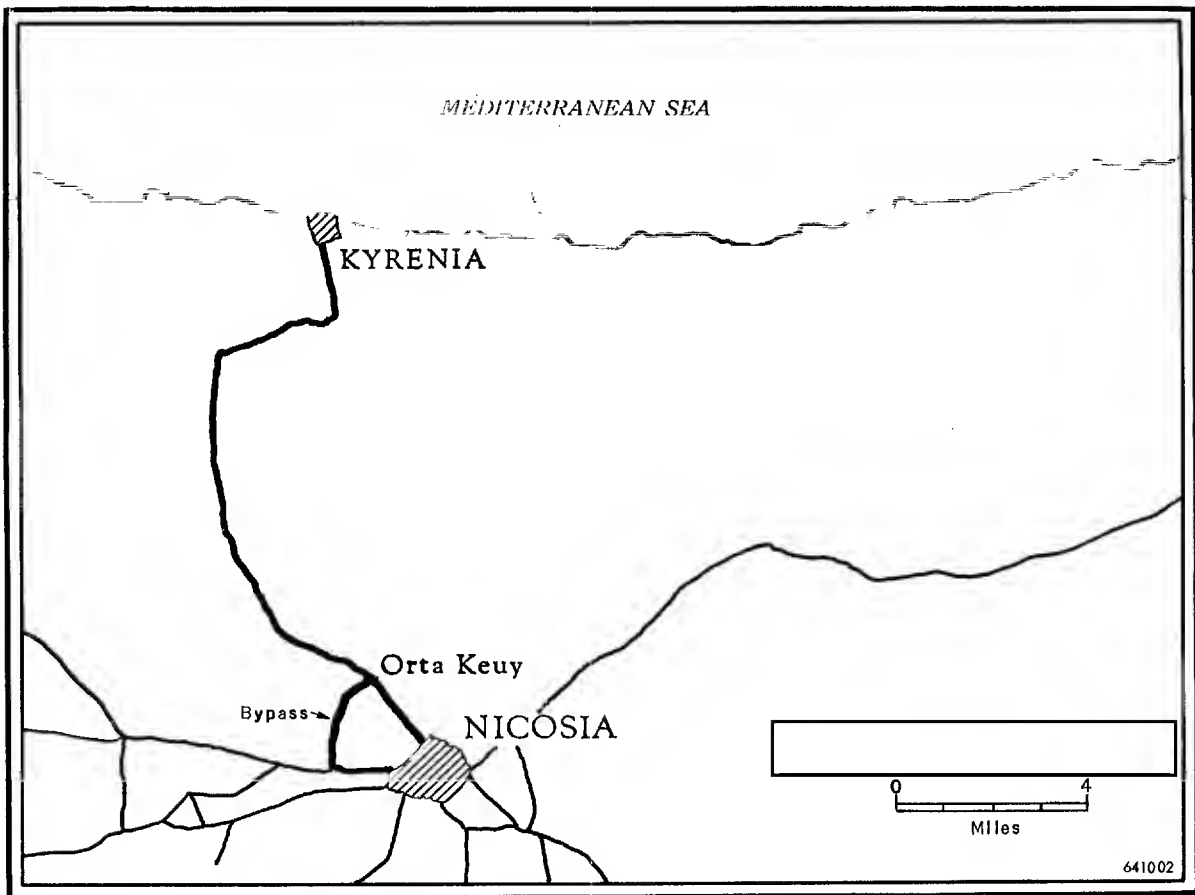 MEDITERRANEAN SEA
KYRENIA
Orta Keuy
Bypass
NICOSIA
0 4
Miles
641002